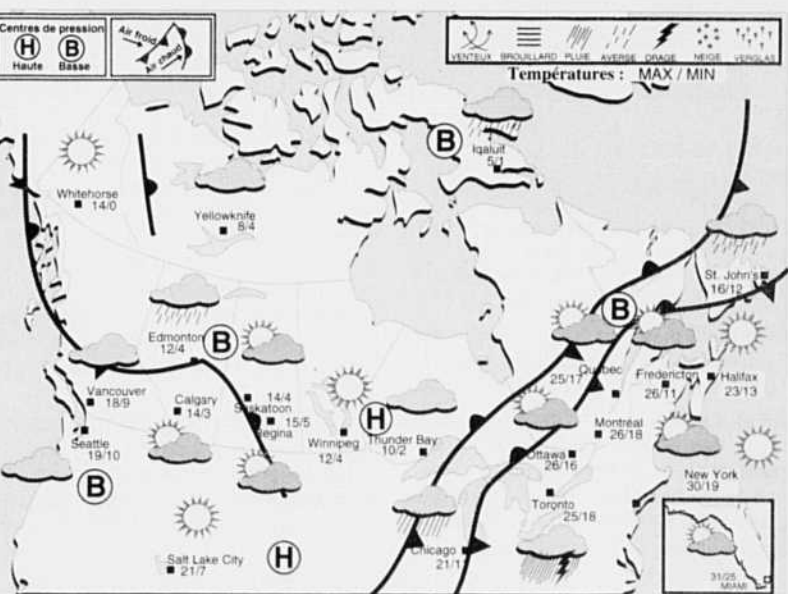 Centres de pression
H B
Haute Basse
Air froid
Air chaud
VENTEUX BROUILLARD PLUIE AVERSE ORAGE NEIGE VERGLAS
Températures : MAX / MIN
B
Iqaluit
5/1
Whitehorse
14/0
Yellowknife
8/4
St. John's
16/12
Edmonton
12/4
B
B
Vancouver
18/9
Calgary
14/3
14/4
Saskatoon
15/5
Regina
Winnipeg
12/4
H
Thunder Bay
10/2
25/17
Québec
Fredericton
26/11
Halifax
23/13
Montréal
26/18
Seattle
19/10
B
Ottawa
26/16
New York
30/19
Toronto
25/18
Salt Lake City
21/7
H
Chicago
31/25
MIAMI